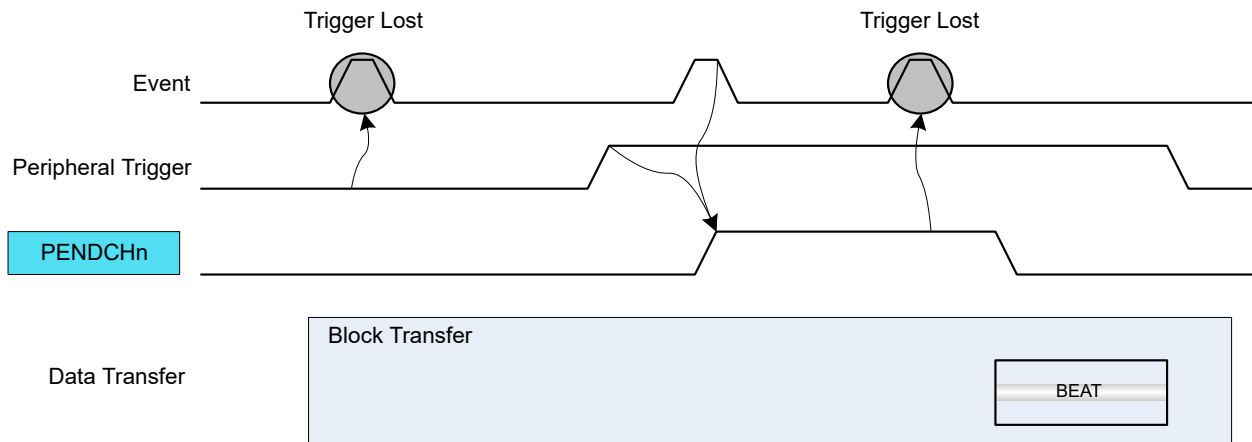 Trigger Lost
Trigger Lost
Event
Peripheral Trigger
PENDCHn
Block Transfer
Data Transfer
BEAT